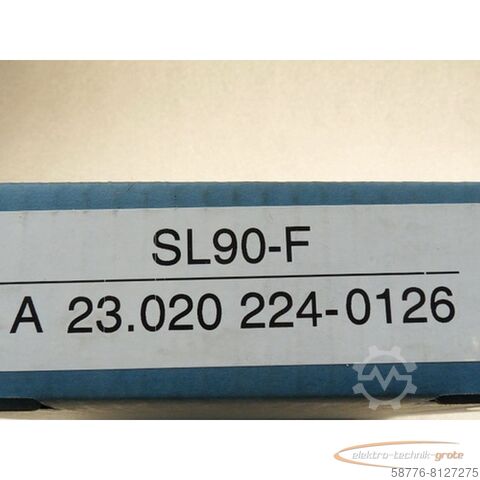 SL90-F
A 23.020 224-0126
elektro-technik-grote
58776-8127275